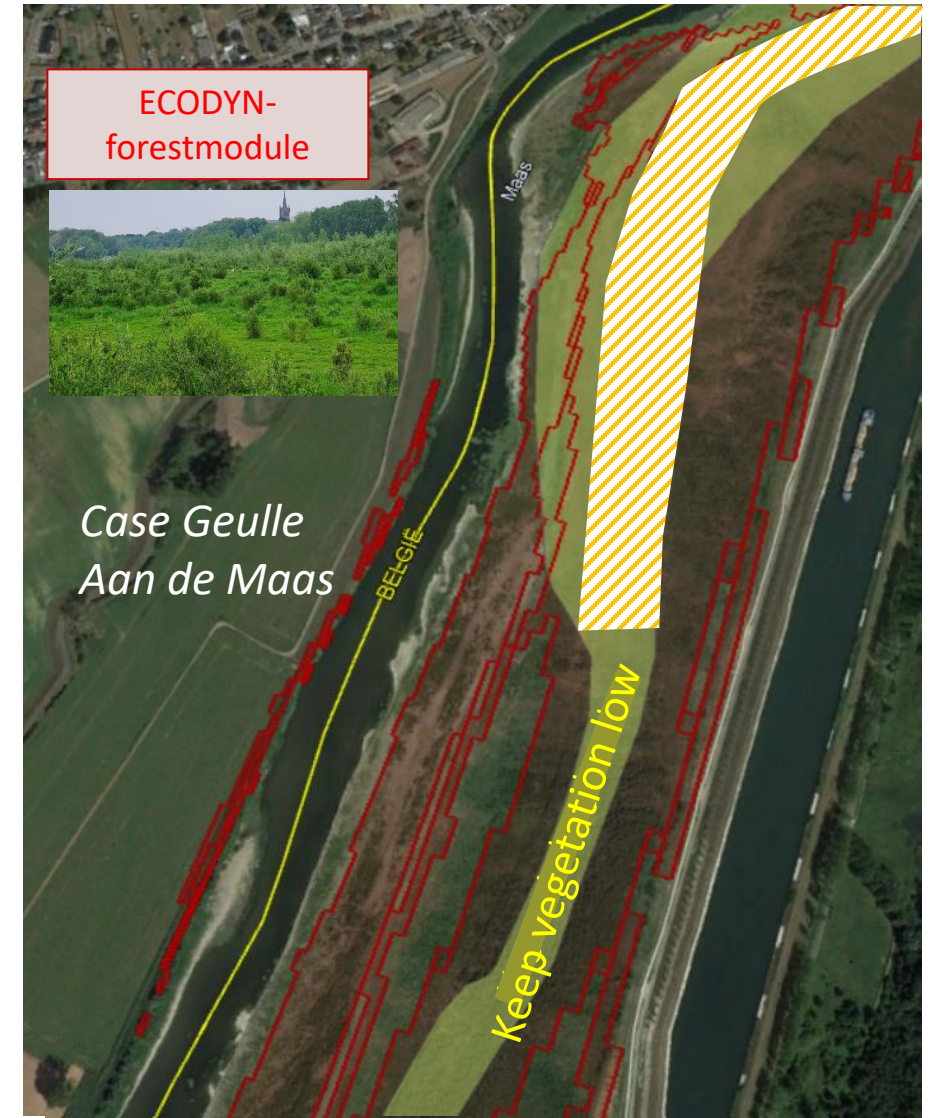 ECODYN-
forestmodule
Maas
Case Geulle
Aan de Maas
BELGIË
Keep vegetation low